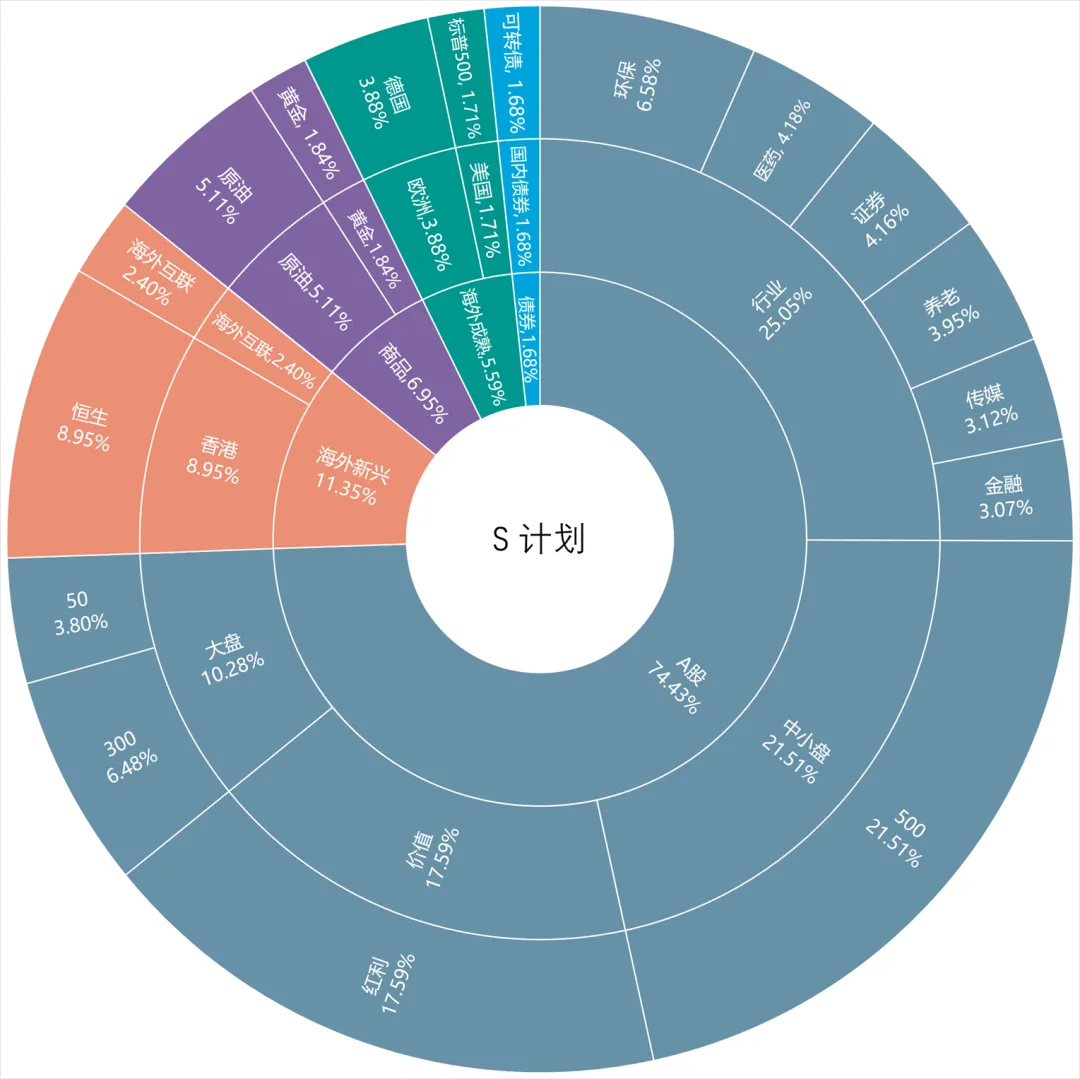 S 计划
A股
74.43%
行业
25.05%
环保
6.58%
医药, 4.18%
证券
4.16%
养老
3.95%
传媒
3.12%
金融
3.07%
中小盘
21.51%
500
21.51%
价值
17.59%
红利
17.59%
大盘
10.28%
300
6.48%
50
3.80%
海外新兴
11.35%
香港
8.95%
恒生
8.95%
海外互联,2.40%
海外互联
2.40%
商品,6.95%
原油,5.11%
原油
5.11%
黄金,1.84%
黄金, 1.84%
海外成熟,5.59%
欧洲,3.88%
德国
3.88%
美国,1.71%
标普500, 1.71%
债券,1.68%
国内债券,1.68%
可转债, 1.68%